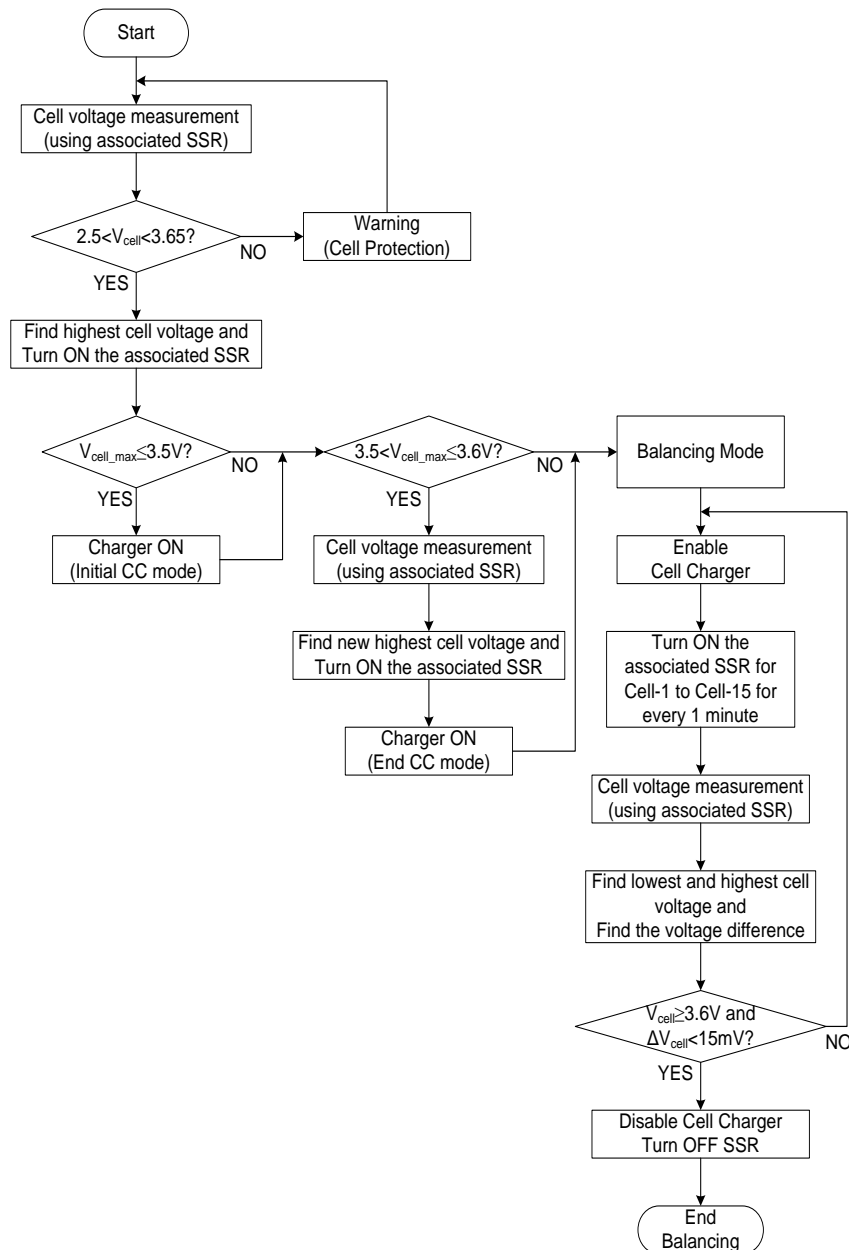 Start
Cell voltage measurement
(using associated SSR)
2.5<Vcell<3.65?
NO
Warning
(Cell Protection)
YES
Find highest cell voltage and
Turn ON the associated SSR
Vcell_max≤3.5V?
NO
YES
Charger ON
(Initial CC mode)
3.5<Vcell_max≤3.6V?
NO
YES
Cell voltage measurement
(using associated SSR)
Find new highest cell voltage and
Turn ON the associated SSR
Charger ON
(End CC mode)
Balancing Mode
Enable
Cell Charger
Turn ON the
associated SSR for
Cell-1 to Cell-15 for
every 1 minute
Cell voltage measurement
(using associated SSR)
Find lowest and highest cell
voltage and
Find the voltage difference
Vcell≥3.6V and
ΔVcell<15mV?
NO
YES
Disable Cell Charger
Turn OFF SSR
End
Balancing